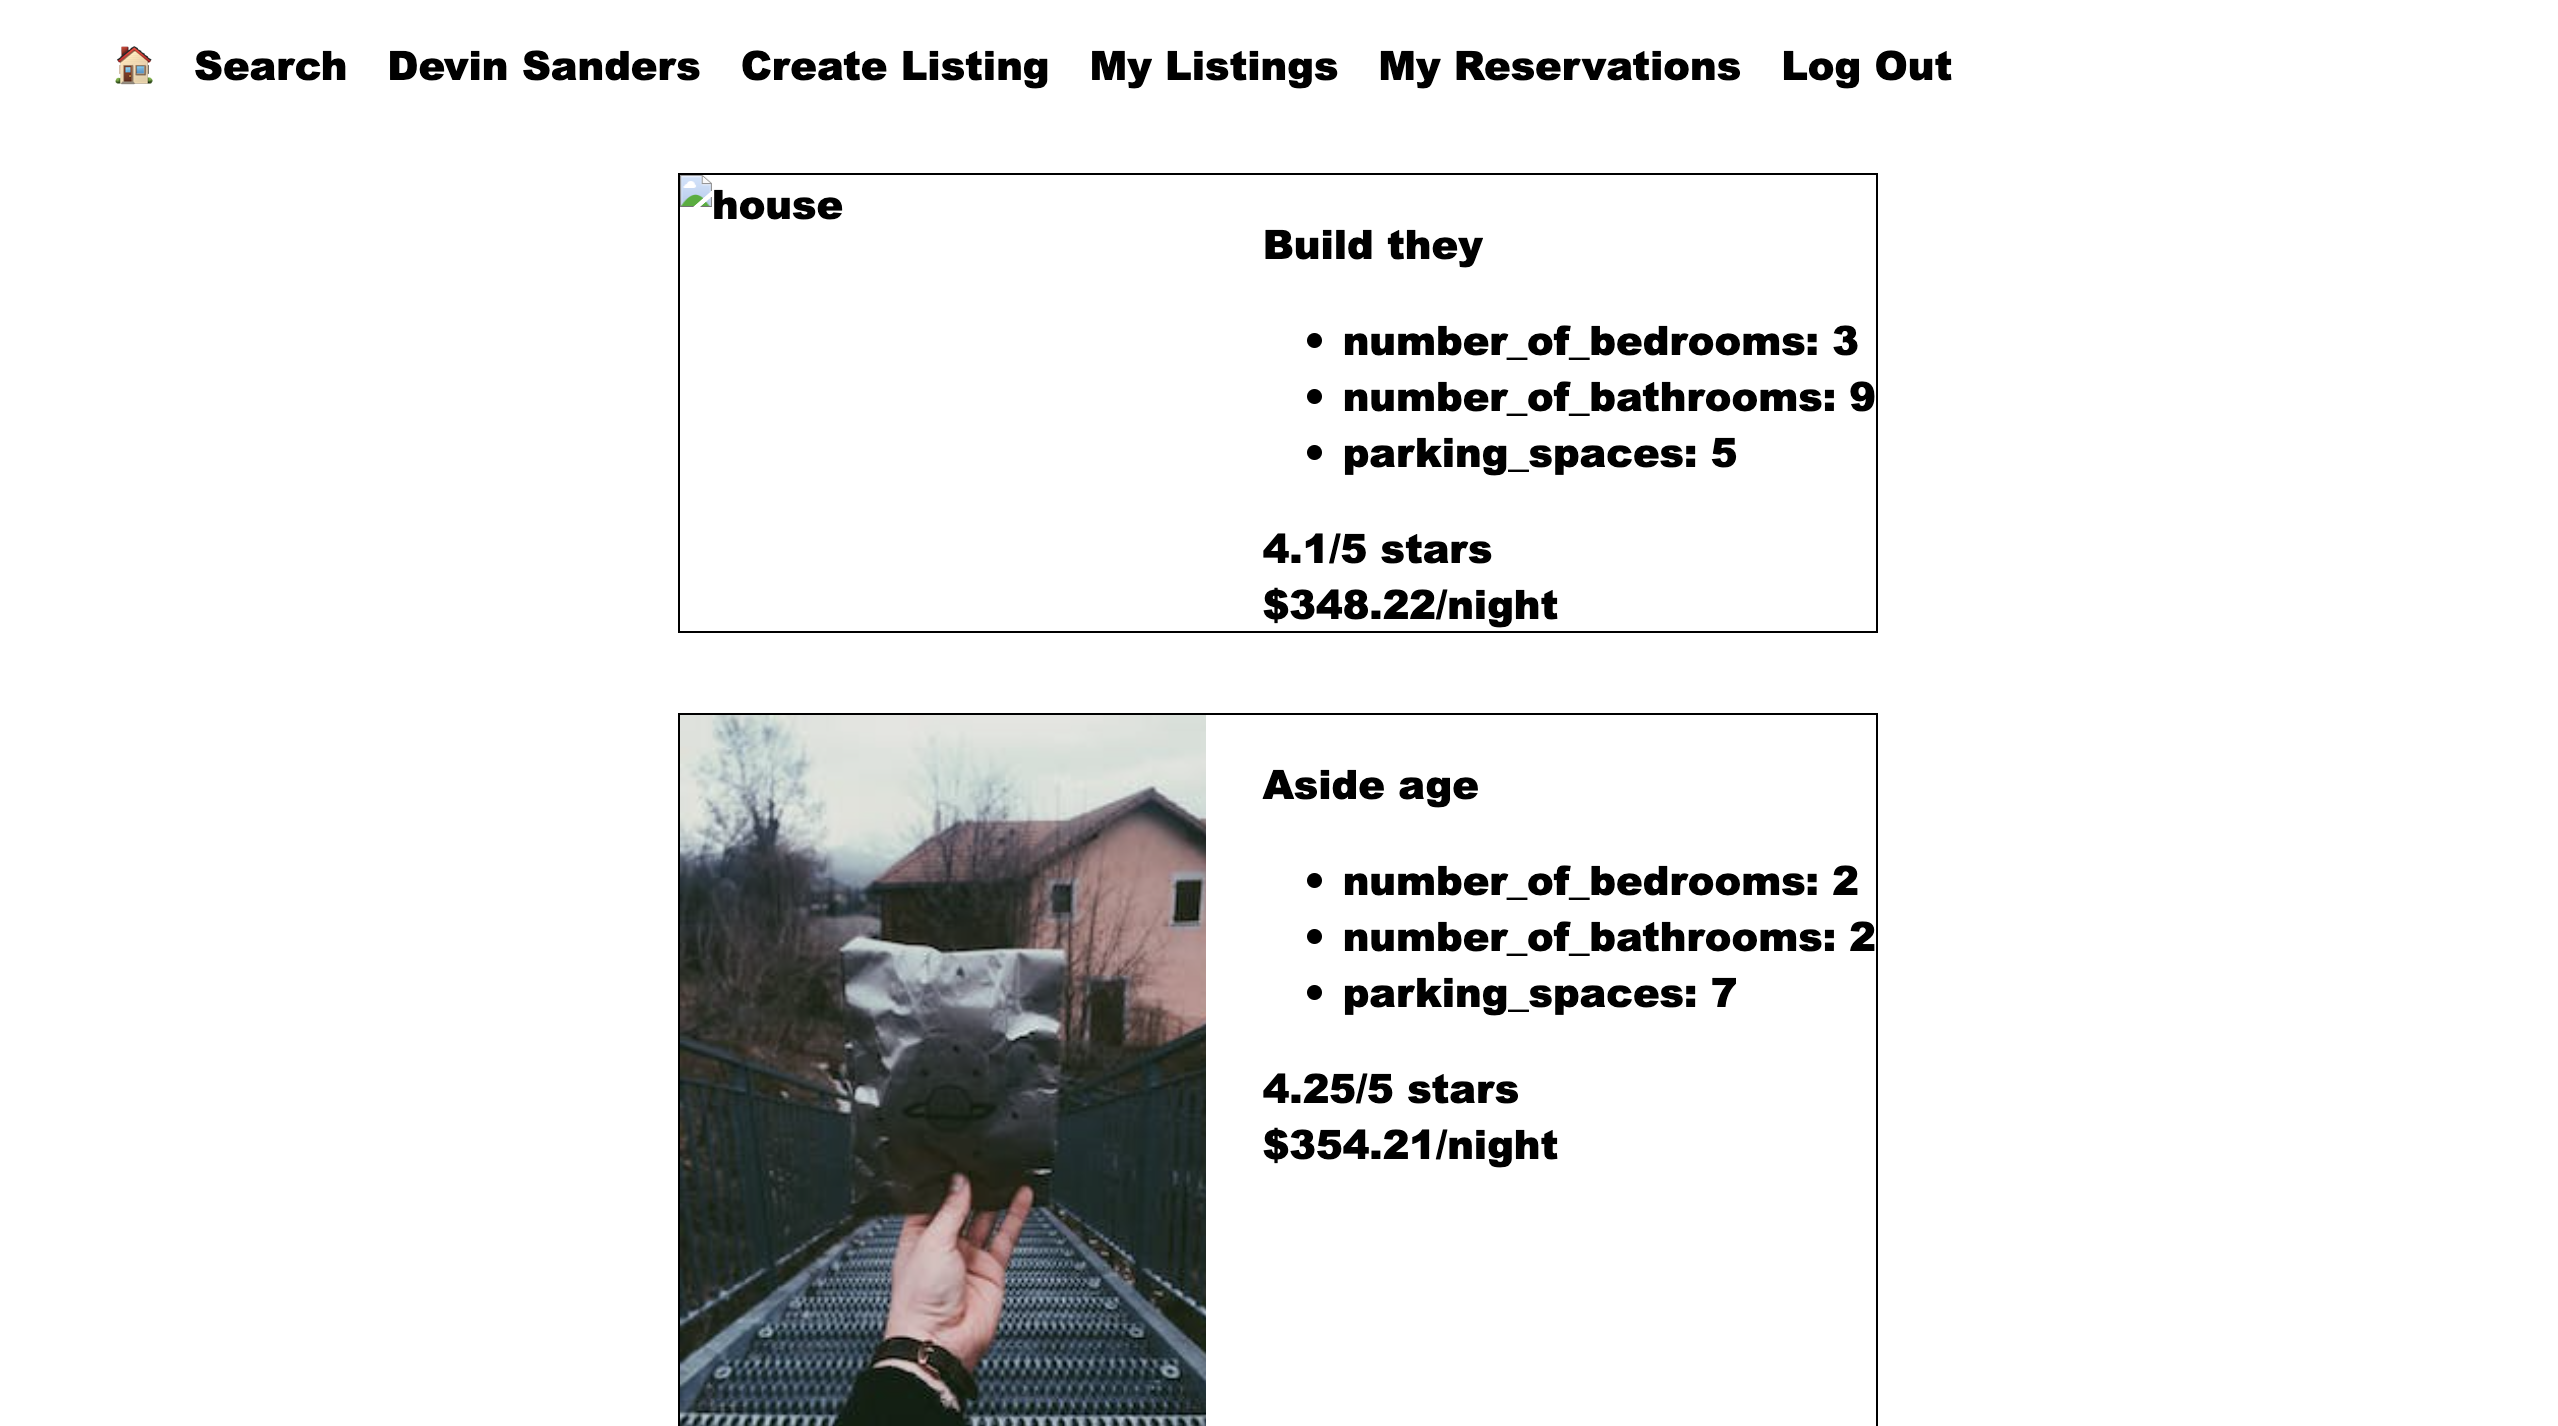 Search Devin Sanders Create Listing My Listings My Reservations Log Out
house
Build they
number_of_bedrooms: 3
number_of_bathrooms: 9
parking_spaces: 5
4.1/5 stars
$348.22/night
Aside age
number_of_bedrooms: 2
number_of_bathrooms: 2
parking_spaces: 7
4.25/5 stars
$354.21/night